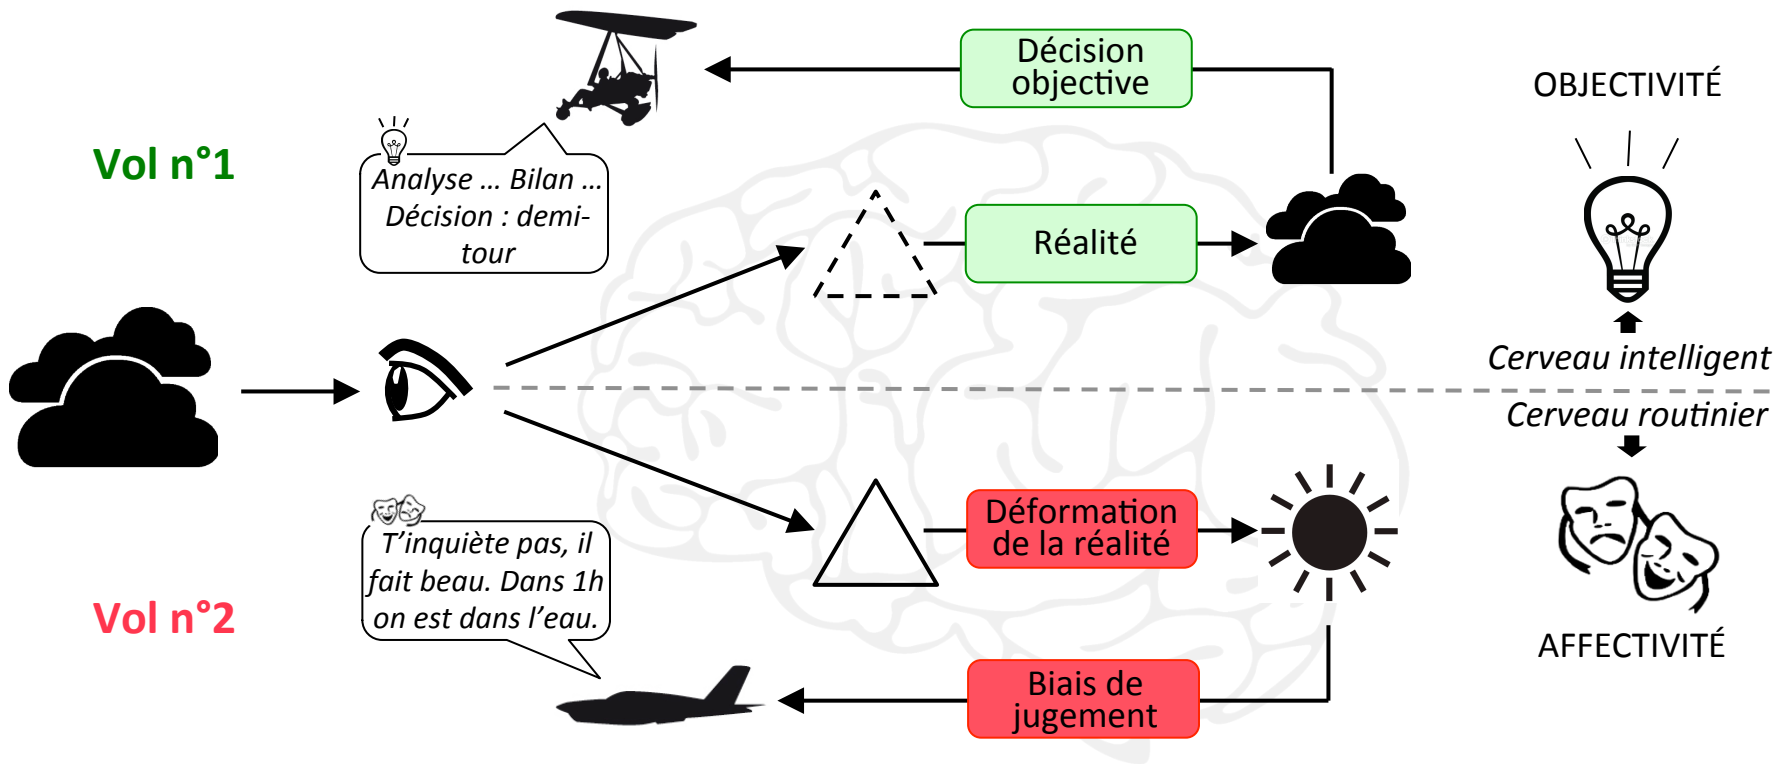 Décision
objective
OBJECTIVITÉ
Vol n°1
Analyse ... Bilan ...
Décision : demi-
tour
Réalité
Cerveau intelligent
Cerveau routinier
Déformation
de la réalité
T'inquiète pas, il
fait beau. Dans 1h
on est dans l'eau.
Vol n°2
AFFECTIVITÉ
Biais de
jugement